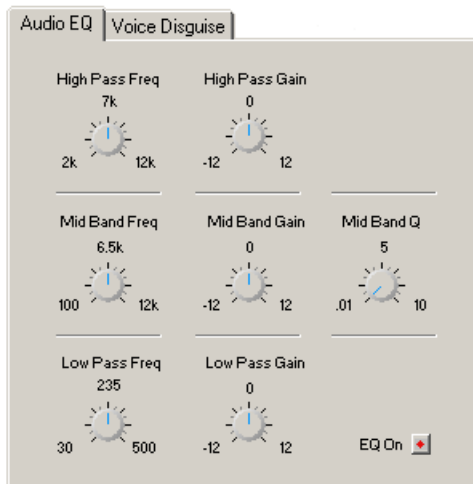 Audio EQ Voice Disguise
High Pass Freq High Pass Gain
7k 0
2k 12k -12 12
Mid Band Freq Mid Band Gain Mid Band Q
6.5k 0 5
100 12k -12 12 .01 10
Low Pass Freq Low Pass Gain
235 0
30 500 -12 12 EQ On